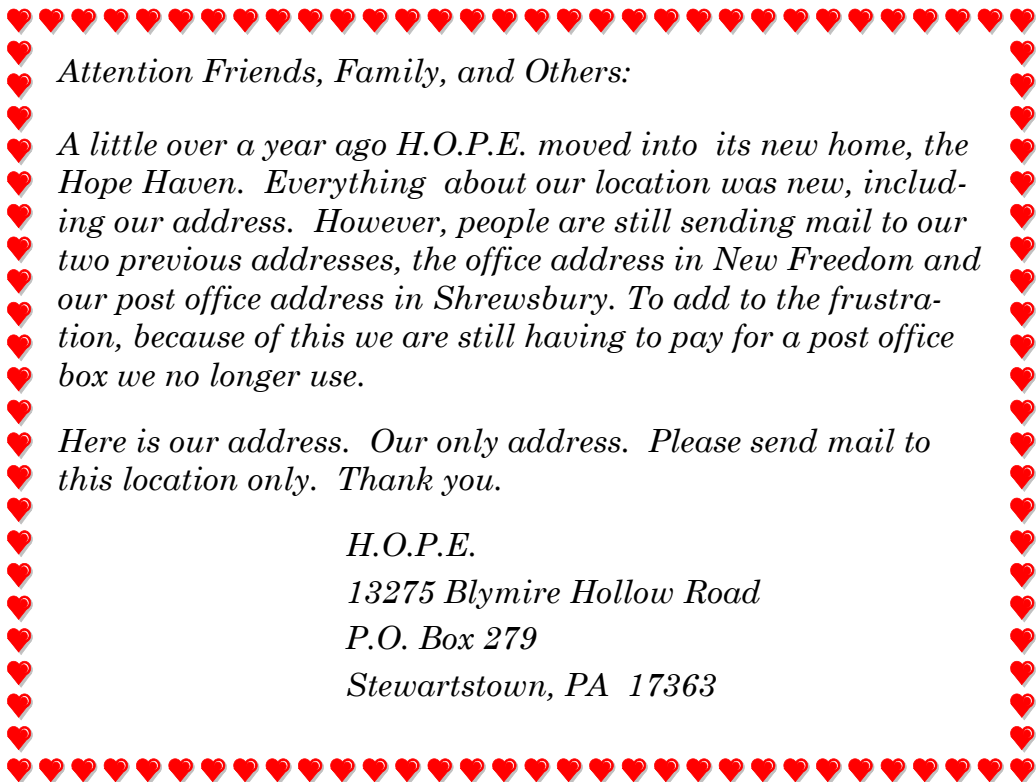 Attention Friends, Family, and Others:
A little over a year ago H.O.P.E. moved into  its new home, the
Hope Haven.  Everything  about our location was new, includ-
ing our address.  However, people are still sending mail to our
two previous addresses, the office address in New Freedom and
our post office address in Shrewsbury. To add to the frustra-
tion, because of this we are still having to pay for a post office
box we no longer use.
Here is our address.  Our only address.  Please send mail to
this location only.  Thank you.
H.O.P.E.
13275 Blymire Hollow Road
P.O. Box 279
Stewartstown, PA  17363